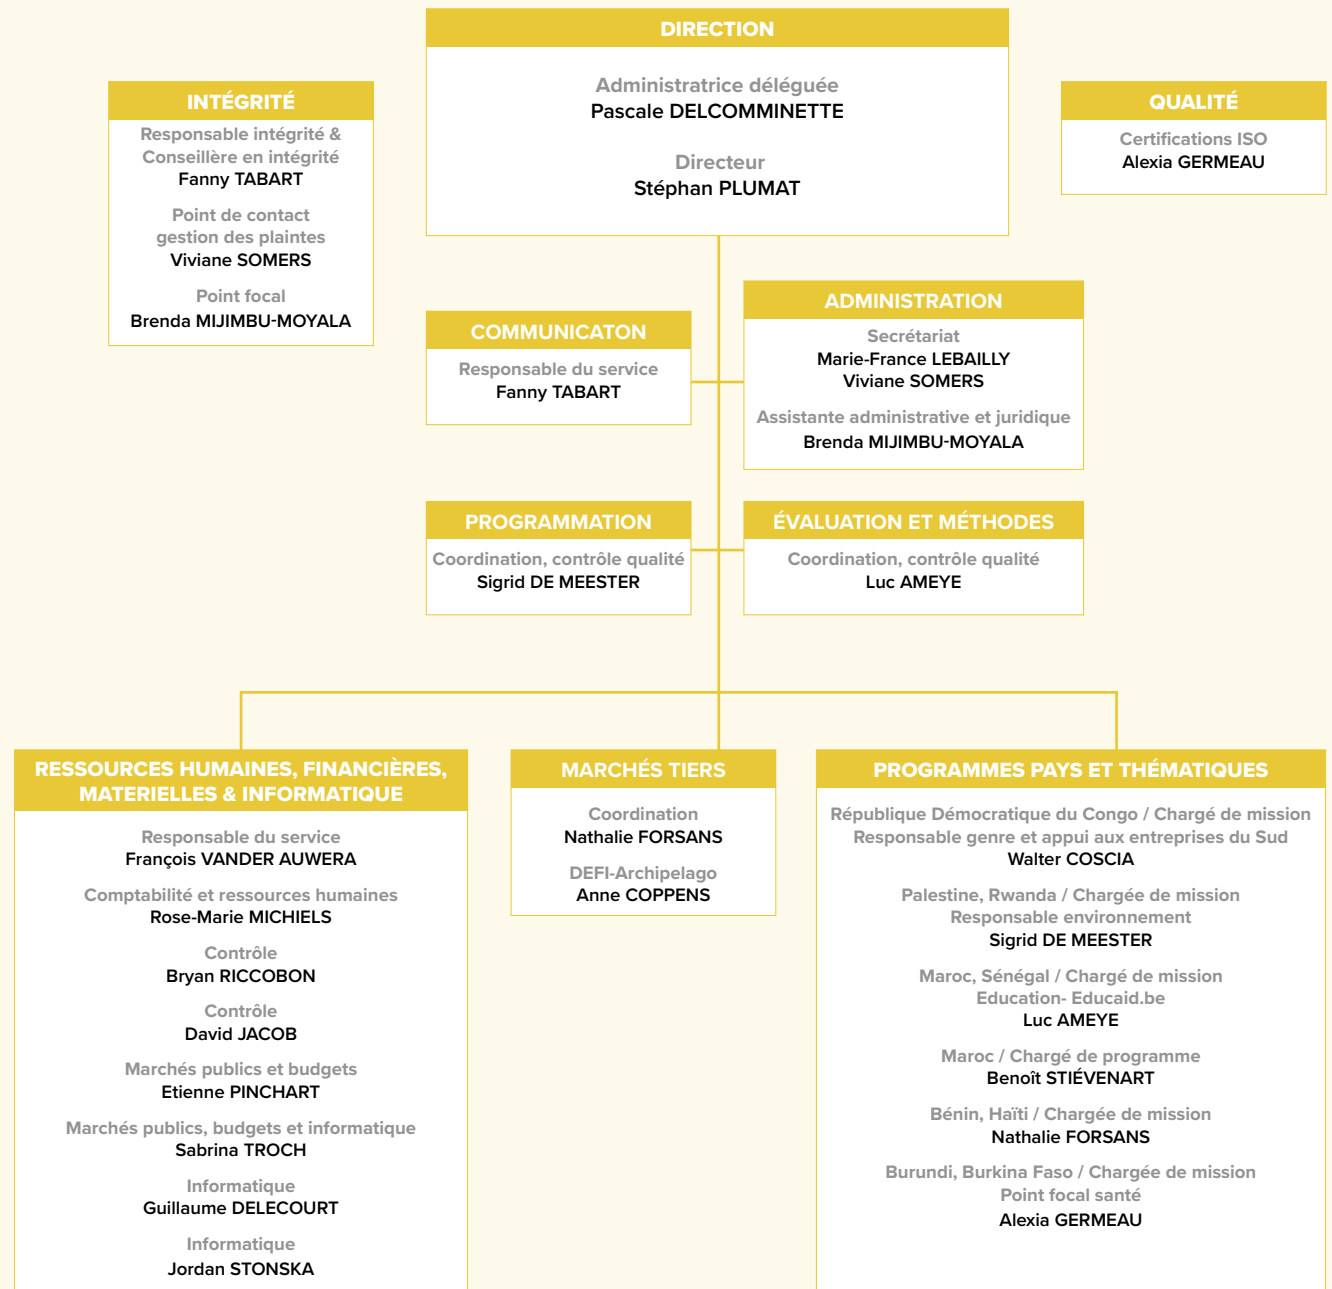 DIRECTION
Administratrice déléguée
Pascale DELCOMMINETTE
Directeur
Stéphan PLUMAT
INTÉGRITÉ
Responsable intégrité &
Conseillère en intégrité
Fanny TABART
Point de contact
gestion des plaintes
Viviane SOMERS
Point focal
Brenda MIJIMBU-MOYALA
QUALITÉ
Certifications ISO
Alexia GERMEAU
COMMUNICATON
Responsable du service
Fanny TABART
ADMINISTRATION
Secrétariat
Marie-France LEBAILLY
Viviane SOMERS
Assistante administrative et juridique
Brenda MIJIMBU-MOYALA
PROGRAMMATION
Coordination, contrôle qualité
Sigrid DE MEESTER
ÉVALUATION ET MÉTHODES
Coordination, contrôle qualité
Luc AMEYE
RESSOURCES HUMAINES, FINANCIÈRES,
MATERIELLES & INFORMATIQUE
Responsable du service
François VANDER AUWERA
Comptabilité et ressources humaines
Rose-Marie MICHIELS
Contrôle
Bryan RICCOBON
Contrôle
David JACOB
Marchés publics et budgets
Etienne PINCHART
Marchés publics, budgets et informatique
Sabrina TROCH
Informatique
Guillaume DELECOURT
Informatique
Jordan STONSKA
MARCHÉS TIERS
Coordination
Nathalie FORSANS
DEFI-Archipelago
Anne COPPENS
PROGRAMMES PAYS ET THÉMATIQUES
République Démocratique du Congo / Chargé de mission
Responsable genre et appui aux entreprises du Sud
Walter COSCIA
Palestine, Rwanda / Chargée de mission
Responsable environnement
Sigrid DE MEESTER
Maroc, Sénégal / Chargé de mission
Education- Educaid.be
Luc AMEYE
Maroc / Chargé de programme
Benoît STIÉVENART
Bénin, Haïti / Chargée de mission
Nathalie FORSANS
Burundi, Burkina Faso / Chargée de mission
Point focal santé
Alexia GERMEAU